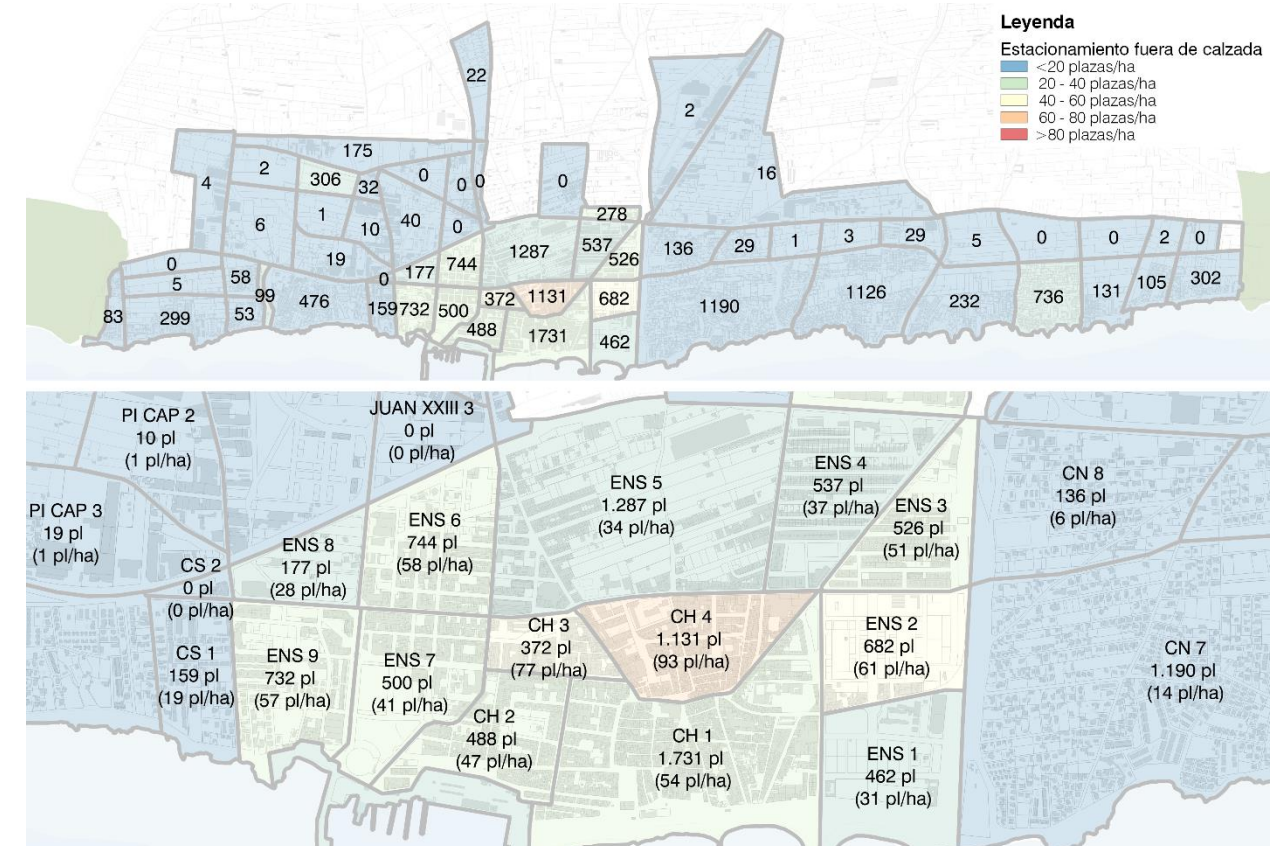 Leyenda
Estacionamiento fuera de calzada
<20 plazas/ha
20 - 40 plazas/ha
40 - 60 plazas/ha
60 - 80 plazas/ha
>80 plazas/ha
22
2
175
4
2
306
32
0
0
0
0
16
6
1
10
40
0
278
19
1287
537
526
136
29
1
3
29
5
0
0
2
0
0
5
58
99
0
177
744
83
299
53
476
159
732
500
372
1131
682
488
1731
462
1190
1126
232
736
131
105
302
PI CAP 2
10 pl
(1 pl/ha)
JUAN XXIII 3
0 pl
(0 pl/ha)
PI CAP 3
19 pl
(1 pl/ha)
CS 2
0 pl
(0 pl/ha)
ENS 8
177 pl
(28 pl/ha)
ENS 6
744 pl
(58 pl/ha)
ENS 5
1.287 pl
(34 pl/ha)
ENS 4
537 pl
(37 pl/ha)
ENS 3
526 pl
(51 pl/ha)
CN 8
136 pl
(6 pl/ha)
CS 1
159 pl
(19 pl/ha)
ENS 9
732 pl
(57 pl/ha)
ENS 7
500 pl
(41 pl/ha)
CH 3
372 pl
(77 pl/ha)
CH 4
1.131 pl
(93 pl/ha)
ENS 2
682 pl
(61 pl/ha)
CN 7
1.190 pl
(14 pl/ha)
CH 2
488 pl
(47 pl/ha)
CH 1
1.731 pl
(54 pl/ha)
ENS 1
462 pl
(31 pl/ha)